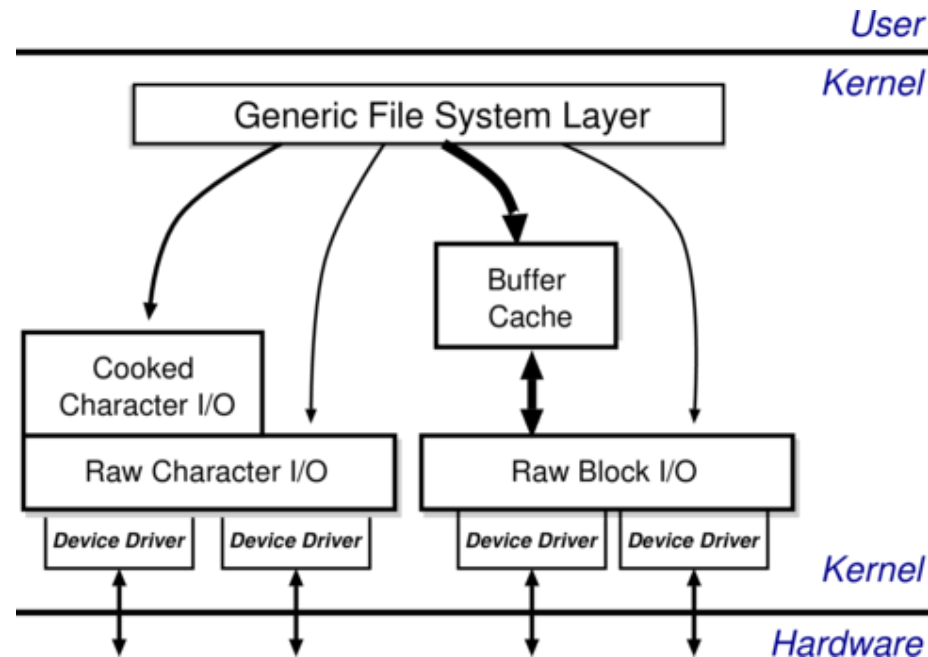 User
Kernel
Generic File System Layer
Buffer
Cache
Cooked
Character I/O
Raw Character I/O
Raw Block I/O
Device Driver
Device Driver
Device Driver
Device Driver
Kernel
Hardware